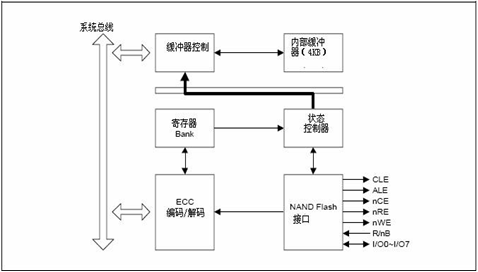 系统总线
缓冲器控制
内部缓冲
器(4KB)
寄存器
Bank
状态
控制器
ECC
编码/解码
NAND Flash
接口
CLE
ALE
nCE
nRE
nWE
R/nB
I/O0~I/O7